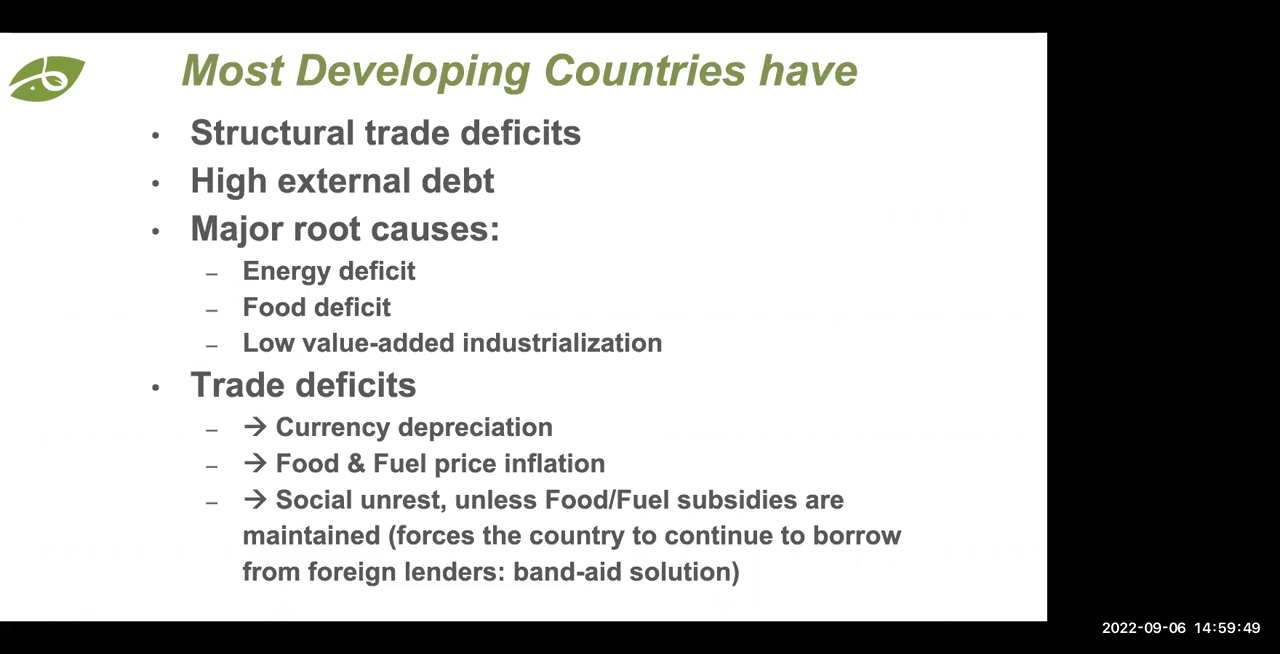 Most Developing Countries have
• Structural trade deficits
• High external debt
• Major root causes:
– Energy deficit
– Food deficit
– Low value-added industrialization
• Trade deficits
– → Currency depreciation
– → Food & Fuel price inflation
– → Social unrest, unless Food/Fuel subsidies are
maintained (forces the country to continue to borrow
from foreign lenders: band-aid solution)
2022-09-06 14:59:49